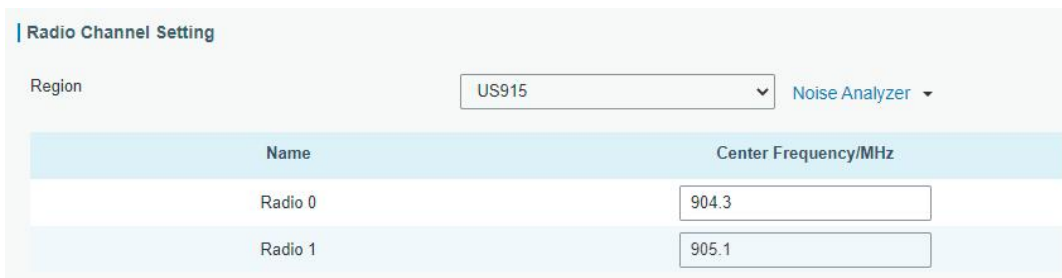 Radio Channel Setting
Region US915 Noise Analyzer
Name Center Frequency/MHz
Radio 0 904.3
Radio 1 905.1